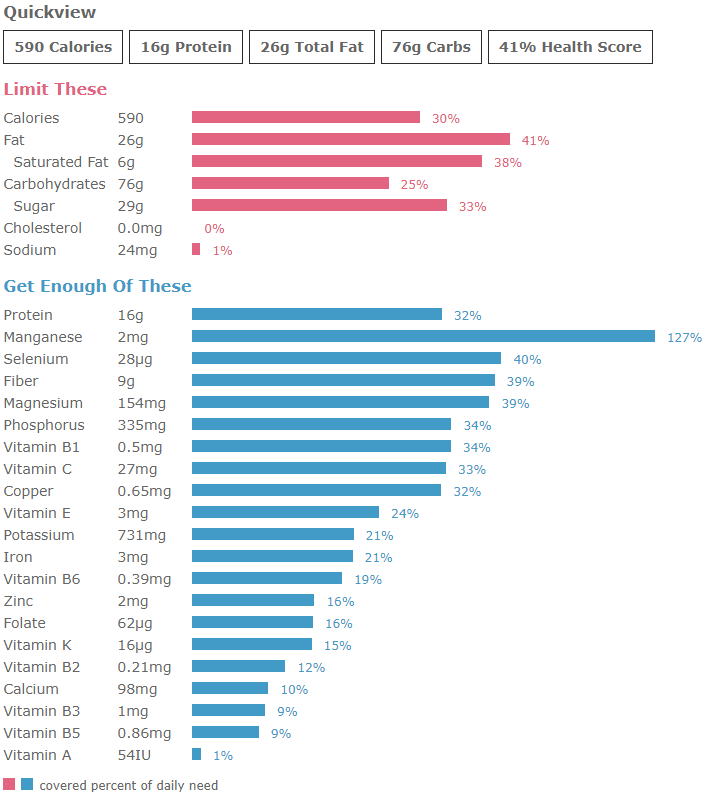 Quickview
590 Calories 16g Protein 26g Total Fat 76g Carbs 41% Health Score
Limit These
Calories 590 30%
Fat 26g 41%
Saturated Fat 6g 38%
Carbohydrates 76g 25%
Sugar 29g 33%
Cholesterol 0.0mg 0%
Sodium 24mg 1%
Get Enough Of These
Protein 16g 32%
Manganese 2mg 127%
Selenium 28µg 40%
Fiber 9g 39%
Magnesium 154mg 39%
Phosphorus 335mg 34%
Vitamin B1 0.5mg 34%
Vitamin C 27mg 33%
Copper 0.65mg 32%
Vitamin E 3mg 24%
Potassium 731mg 21%
Iron 3mg 21%
Vitamin B6 0.39mg 19%
Zinc 2mg 16%
Folate 62µg 16%
Vitamin K 16µg 15%
Vitamin B2 0.21mg 12%
Calcium 98mg 10%
Vitamin B3 1mg 9%
Vitamin B5 0.86mg 9%
Vitamin A 54IU 1%
covered percent of daily need